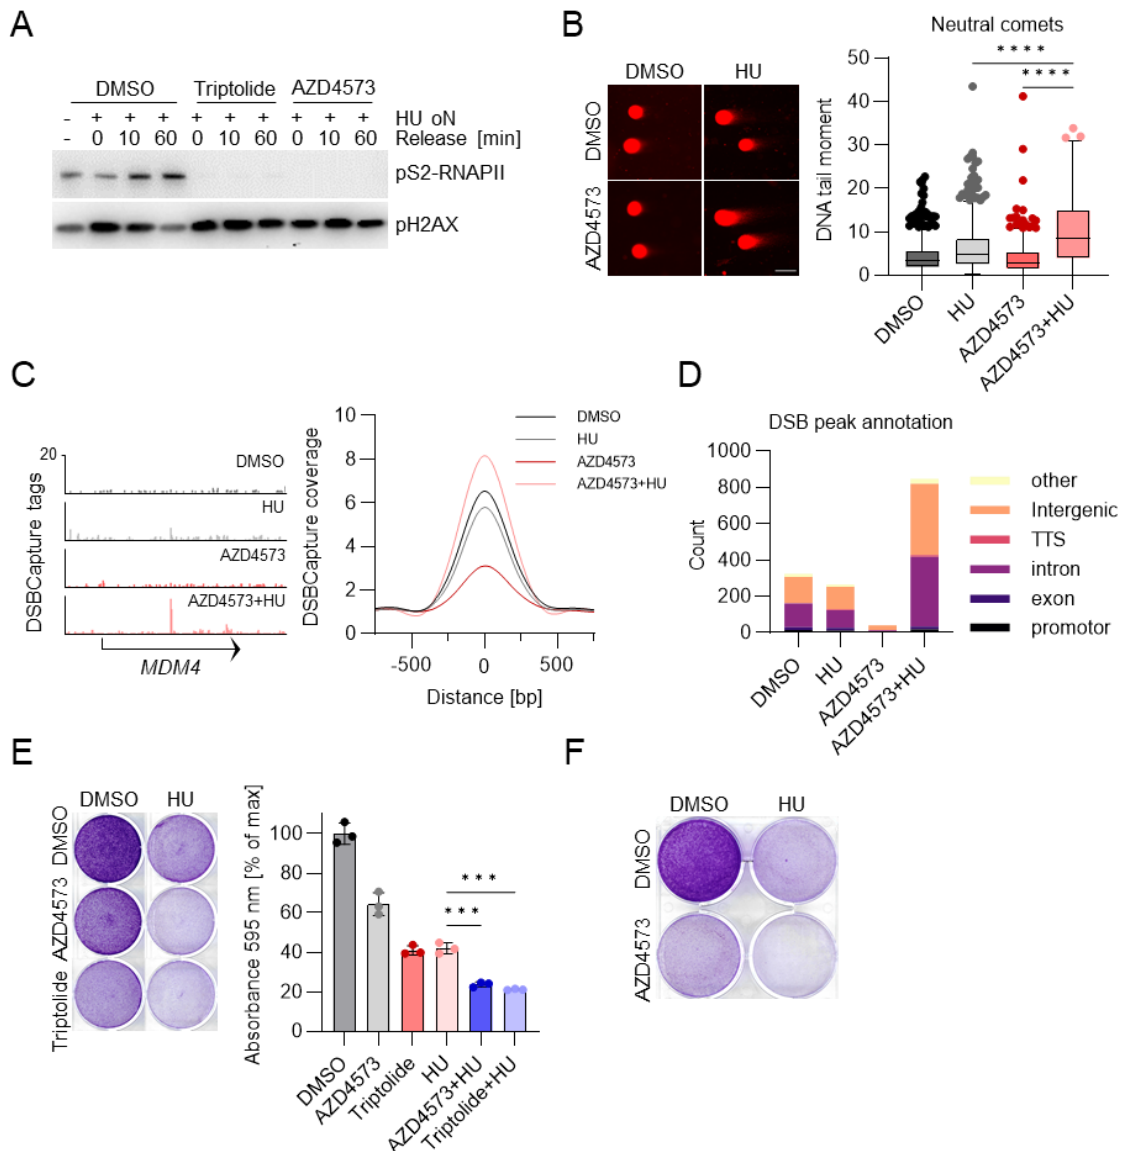 A
DMSO Triptolide AZD4573
- + + + + + + + + + HU oN
- 0 10 60 0 10 60 0 10 60 Release [min]
pS2-RNAPII
pH2AX
B
DMSO HU
DMSO
AZD4573
Neutral comets
****
****
DNA tail moment
50
40
30
20
10
0
DMSO
HU
AZD4573
AZD4573+HU
C
DSBCapture tags
20
DMSO
HU
AZD4573
AZD4573+HU
MDM4
DSBCapture coverage
10
8
6
4
2
0
-500 0 500
Distance [bp]
DMSO
HU
AZD4573
AZD4573+HU
D
DSB peak annotation
Count
1000
800
600
400
200
0
DMSO
HU
AZD4573
AZD4573+HU
other
Intergenic
TTS
intron
exon
promotor
E
DMSO HU
DMSO
AZD4573
Triptolide
Absorbance 595 nm [% of max]
100
80
60
40
20
0
***
***
DMSO
AZD4573
Triptolide
HU
AZD4573+HU
Triptolide+HU
F
DMSO HU
DMSO
AZD4573